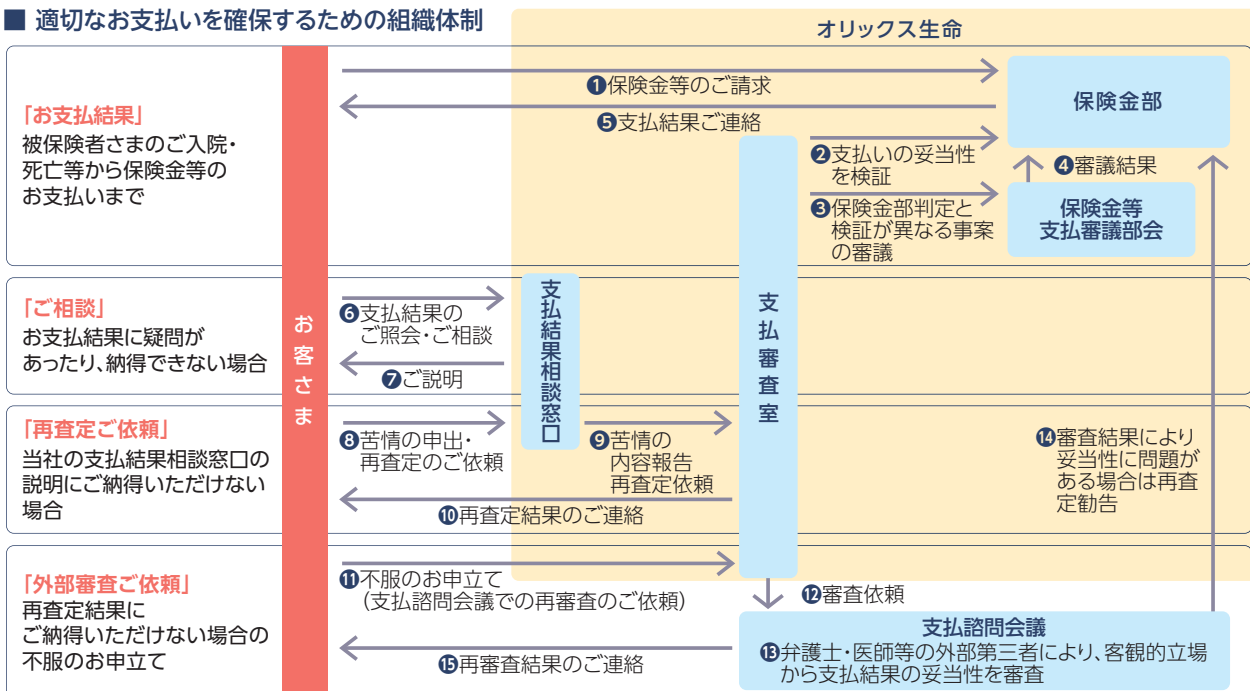 ■ 適切なお支払いを確保するための組織体制
オリックス生命
お客さま
「お支払結果」
被保険者さまのご入院・
死亡等から保険金等の
お支払いまで
❶保険金等のご請求
❺支払結果ご連絡
保険金部
❷支払いの妥当性
を検証
❸保険金部判定と
検証が異なる事案
の審議
❹審議結果
保険金等
支払審議部会
支払審査室
「ご相談」
お支払結果に疑問が
あったり、納得できない場合
❻支払結果の
ご照会・ご相談
❼ご説明
支払結果相談窓口
「再査定ご依頼」
当社の支払結果相談窓口の
説明にご納得いただけない
場合
❽苦情の申出・
再査定のご依頼
❾苦情の
内容報告
再査定依頼
❿再査定結果のご連絡
⓮審査結果により
妥当性に問題が
ある場合は再査
定勧告
「外部審査ご依頼」
再査定結果に
ご納得いただけない場合の
不服のお申立て
⓫不服のお申立て
（支払諮問会議での再審査のご依頼）
⓬審査依頼
支払諮問会議
⓭弁護士・医師等の外部第三者により、客観的立場
から支払結果の妥当性を審査
⓯再審査結果のご連絡